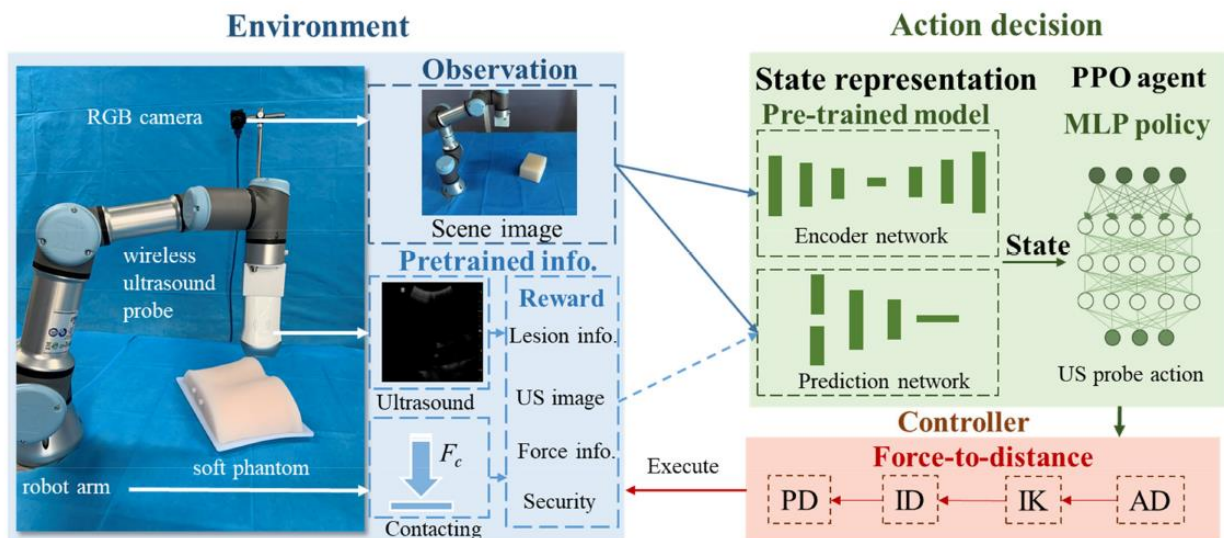 Environment
Action decision
RGB camera
wireless
ultrasound
probe
soft phantom
robot arm
Observation
Scene image
Pretrained info.
Ultrasound
F_c
Contacting
Reward
Lesion info.
US image
Force info.
Security
State representation
Pre-trained model
Encoder network
Prediction network
State
PPO agent
MLP policy
US probe action
Controller
Force-to-distance
Execute
PD
ID
IK
AD